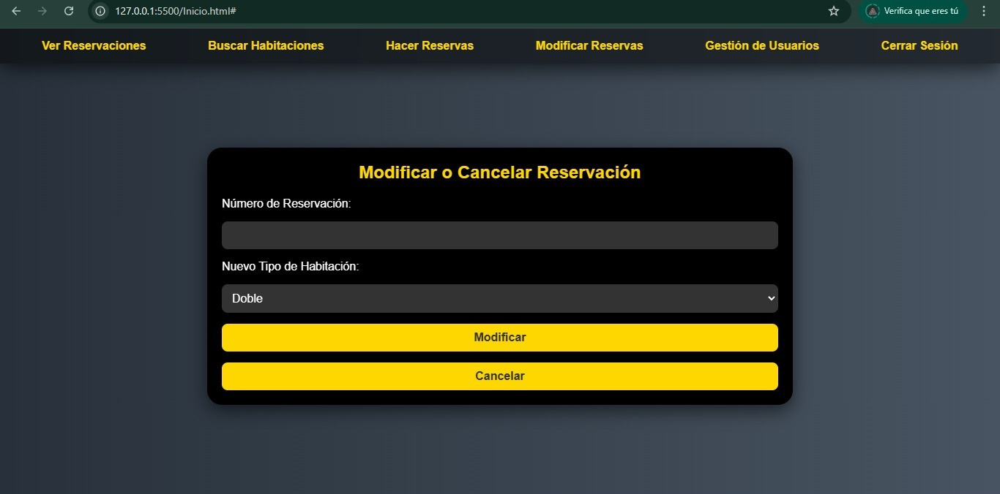 127.0.0.1:5500/Inicio.html#
Verifica que eres tú
Ver Reservaciones Buscar Habitaciones Hacer Reservas Modificar Reservas Gestión de Usuarios Cerrar Sesión
Modificar o Cancelar Reservación
Número de Reservación:
Nuevo Tipo de Habitación:
Doble
Modificar
Cancelar